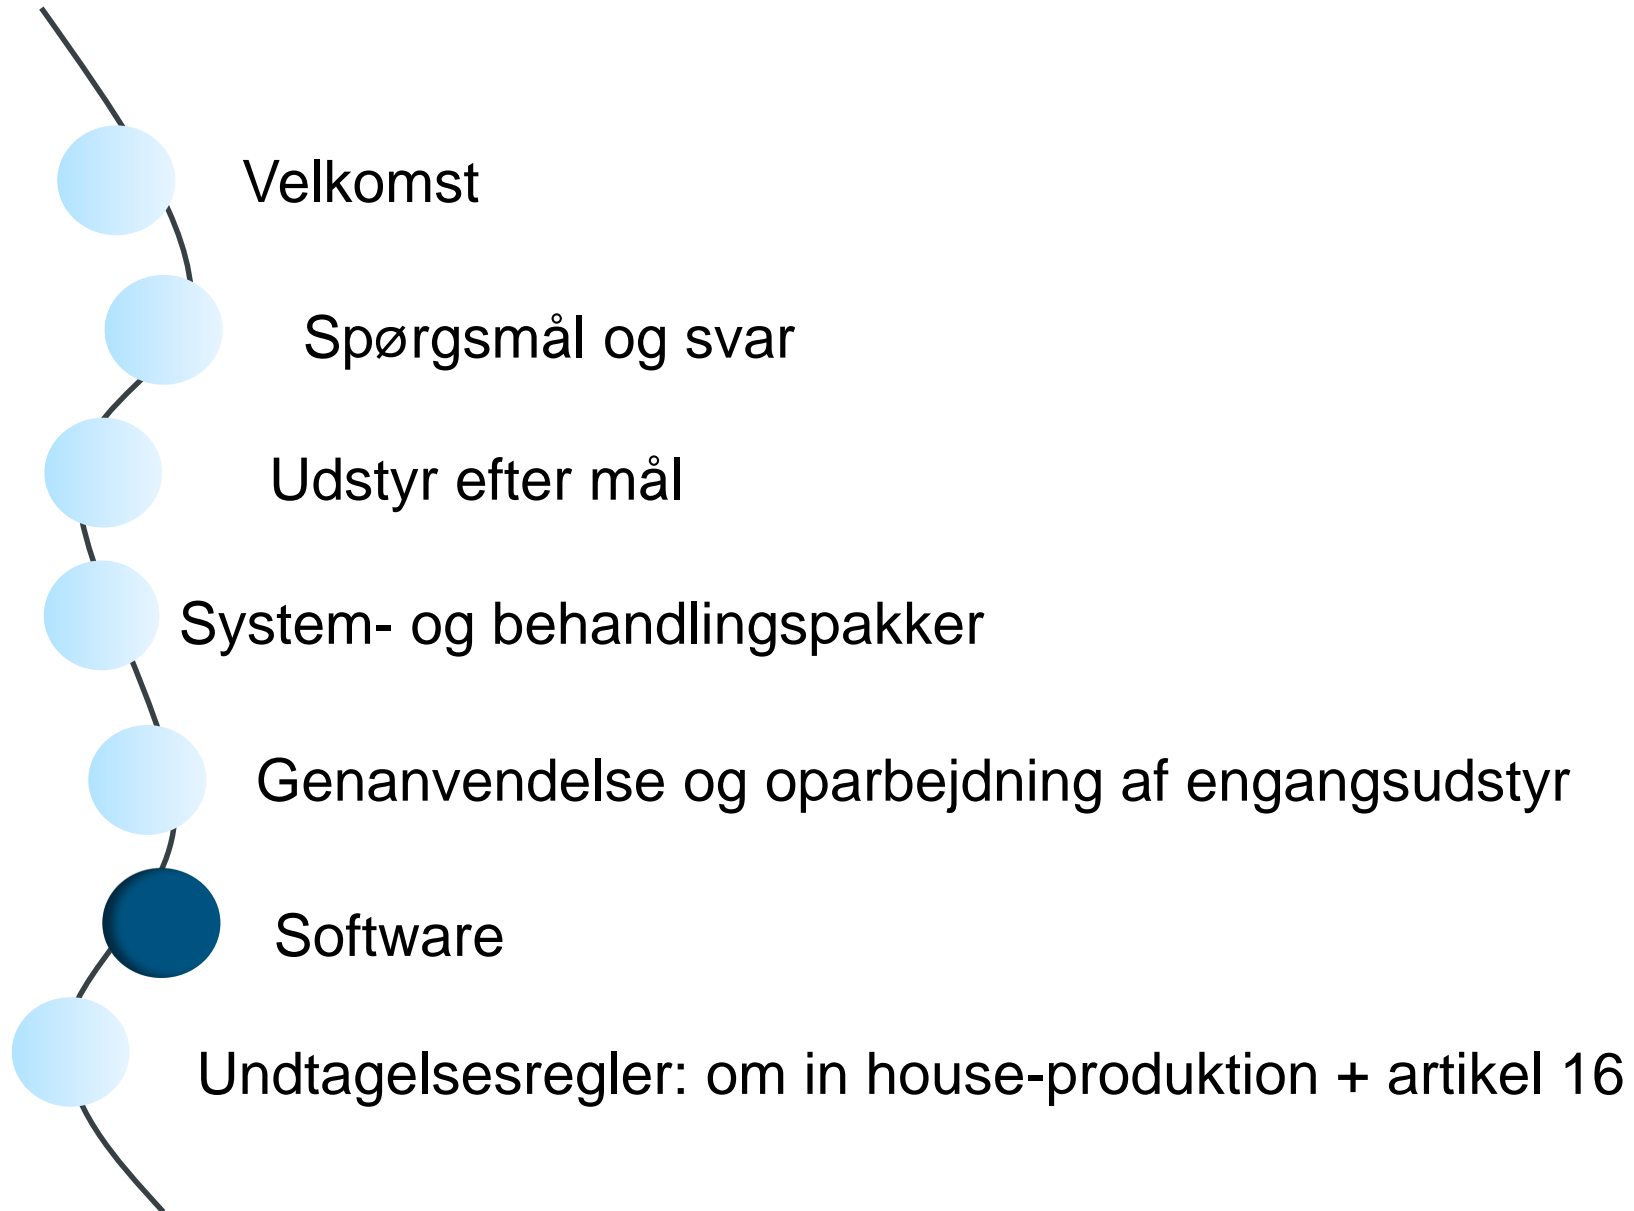 Velkomst
Spørgsmål og svar
Udstyr efter mål
System- og behandlingspakker
Genanvendelse og oparbejdning af engangsudstyr
Software
Undtagelsesregler: om in house-produktion + artikel 16